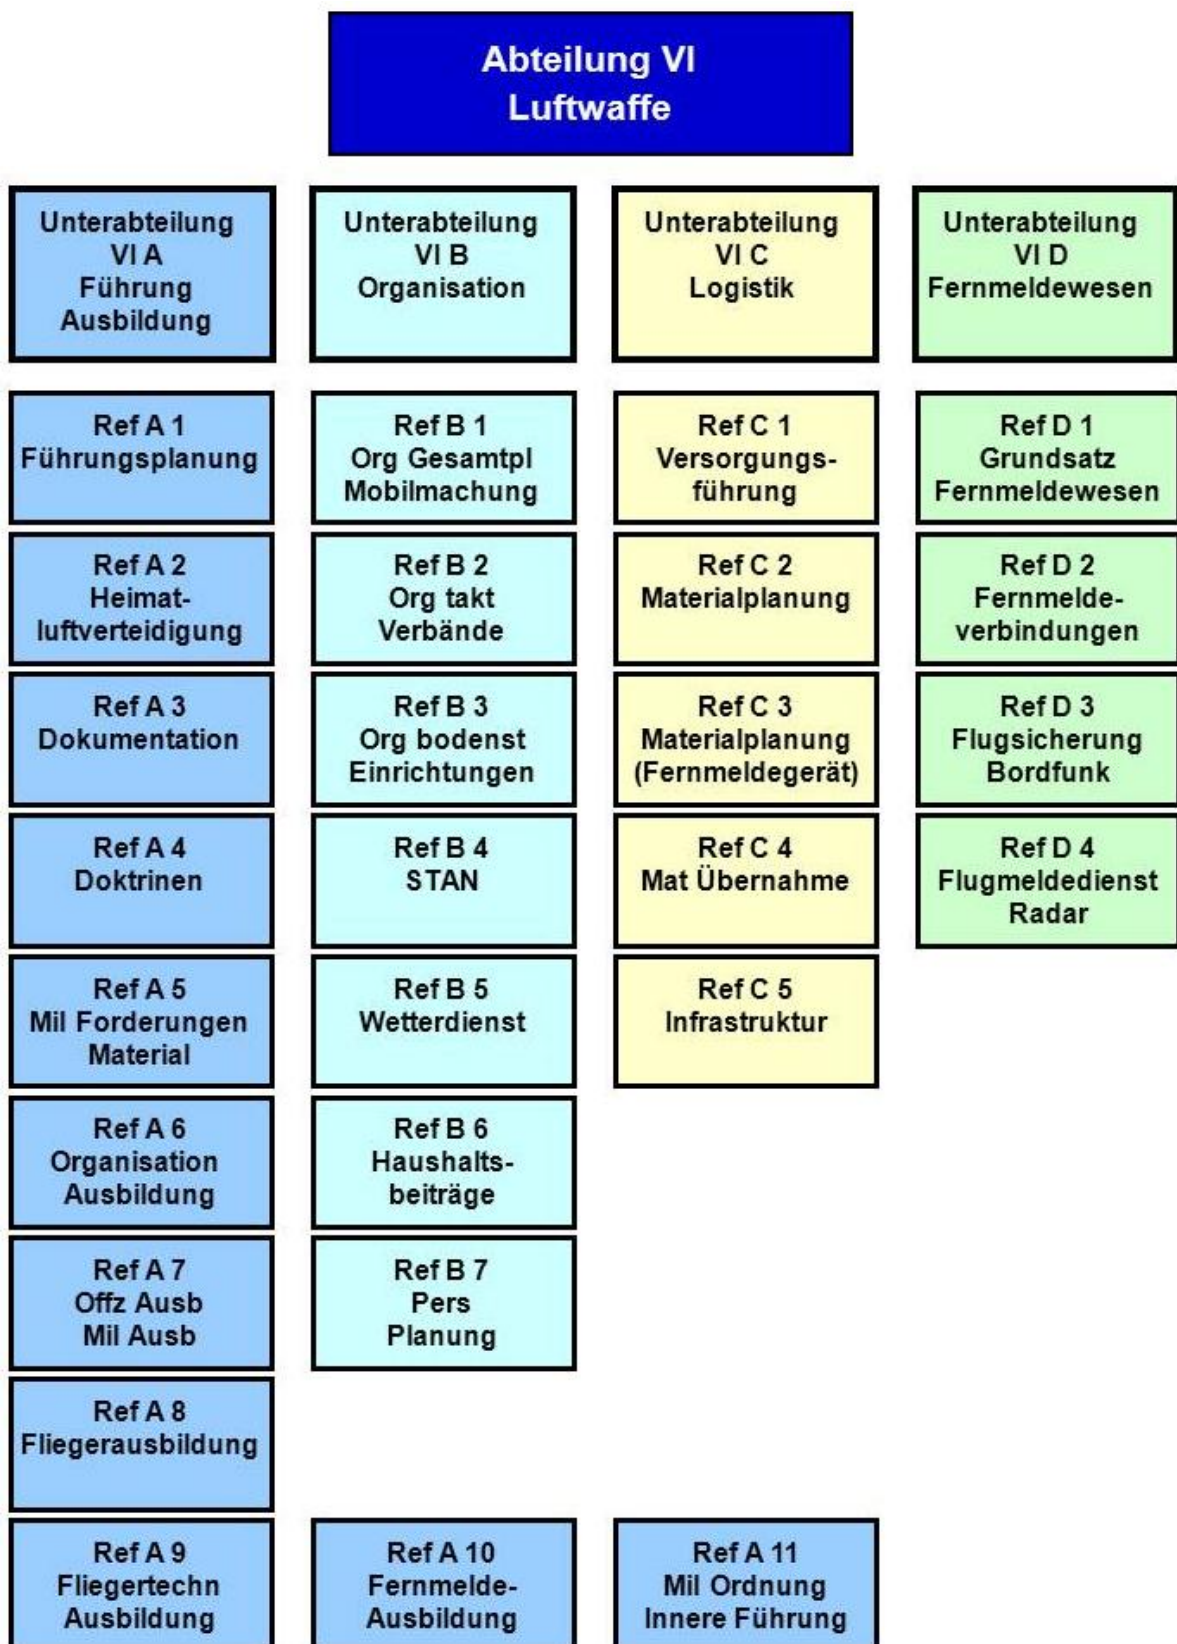 Abteilung VI
Luftwaffe
Unterabteilung
VI A
Führung
Ausbildung
Unterabteilung
VI B
Organisation
Unterabteilung
VI C
Logistik
Unterabteilung
VI D
Fernmeldewesen
Ref A 1
Führungsplanung
Ref B 1
Org Gesamtpl
Mobilmachung
Ref C 1
Versorgungs-
führung
Ref D 1
Grundsatz
Fernmeldewesen
Ref A 2
Heimat-
luftverteidigung
Ref B 2
Org takt
Verbände
Ref C 2
Materialplanung
Ref D 2
Fernmelde-
verbindungen
Ref A 3
Dokumentation
Ref B 3
Org bodenst
Einrichtungen
Ref C 3
Materialplanung
(Fernmeldegerät)
Ref D 3
Flugsicherung
Bordfunk
Ref A 4
Doktrinen
Ref B 4
STAN
Ref C 4
Mat Übernahme
Ref D 4
Flugmeldedienst
Radar
Ref A 5
Mil Forderungen
Material
Ref B 5
Wetterdienst
Ref C 5
Infrastruktur
Ref A 6
Organisation
Ausbildung
Ref B 6
Haushalts-
beiträge
Ref A 7
Offz Ausb
Mil Ausb
Ref B 7
Pers
Planung
Ref A 8
Fliegerausbildung
Ref A 9
Fliegertechn
Ausbildung
Ref A 10
Fernmelde-
Ausbildung
Ref A 11
Mil Ordnung
Innere Führung